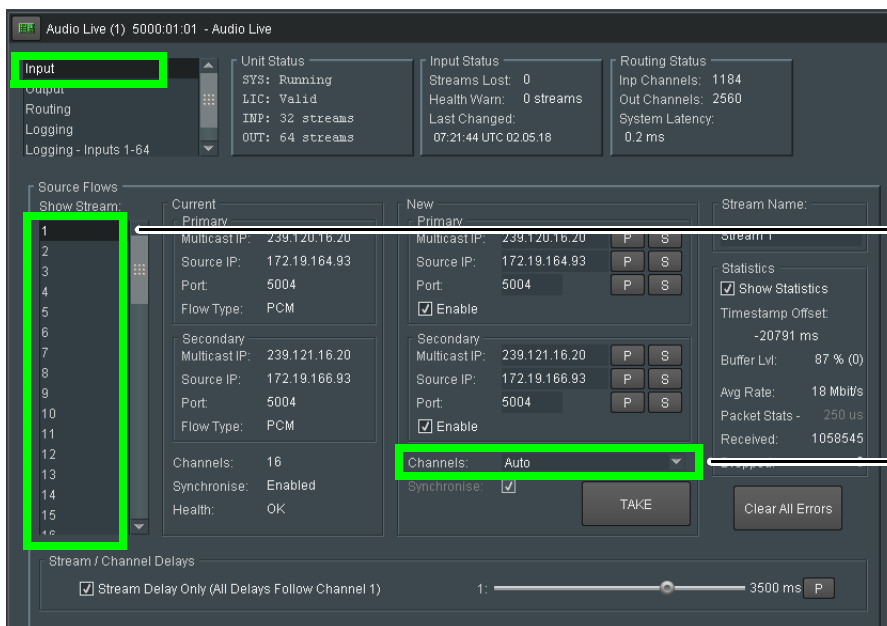 Audio Live (1) 5000:01:01 - Audio Live
Input
Output
Routing
Logging
Logging - Inputs 1-64
Unit Status
SYS: Running
LIC: Valid
INP: 32 streams
OUT: 64 streams
Input Status
Streams Lost: 0
Health Warn: 0 streams
Last Changed:
07:21:44 UTC 02.05.18
Routing Status
Inp Channels: 1184
Out Channels: 2560
System Latency:
0.2 ms
Source Flows
Show Stream:
1
2
3
4
5
6
7
8
9
10
11
12
13
14
15
16
Current
Primary
Multicast IP: 239.120.16.20
Source IP: 172.19.164.93
Port: 5004
Flow Type: PCM
Secondary
Multicast IP: 239.121.16.20
Source IP: 172.19.166.93
Port: 5004
Flow Type: PCM
Channels: 16
Synchronise: Enabled
Health: OK
New
Primary
Multicast IP: 239.120.16.20 P S
Source IP: 172.19.164.93 P S
Port: 5004 P S
Enable
Secondary
Multicast IP: 239.121.16.20 P S
Source IP: 172.19.166.93 P S
Port: 5004 P S
Enable
Channels: Auto
Synchronise:
TAKE
Stream Name:
Stream 1
Statistics
Show Statistics
Timestamp Offset:
-20791 ms
Buffer Lvl: 87 % (0)
Avg Rate: 18 Mbit/s
Packet Stats - 250 us
Received: 1058545
Dropped:
Clear All Errors
Stream / Channel Delays
Stream Delay Only (All Delays Follow Channel 1)
1: 3500 ms P